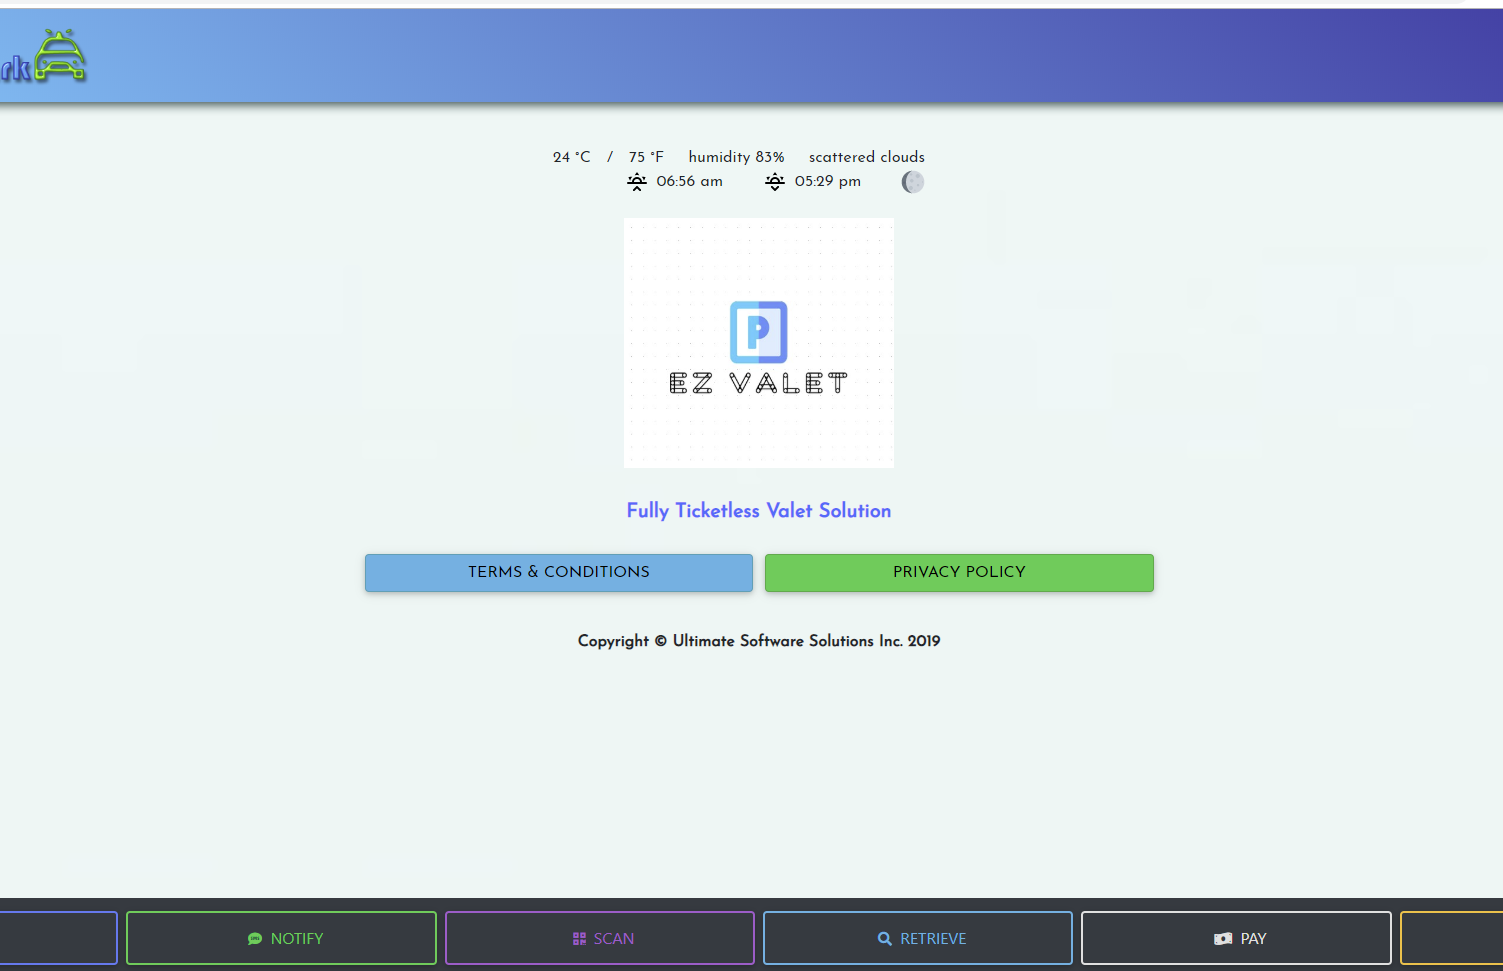 rk
24 °C / 75 °F humidity 83% scattered clouds
06:56 am 05:29 pm
P
EZ VALET
Fully Ticketless Valet Solution
TERMS & CONDITIONS PRIVACY POLICY
Copyright © Ultimate Software Solutions Inc. 2019
NOTIFY SCAN RETRIEVE PAY